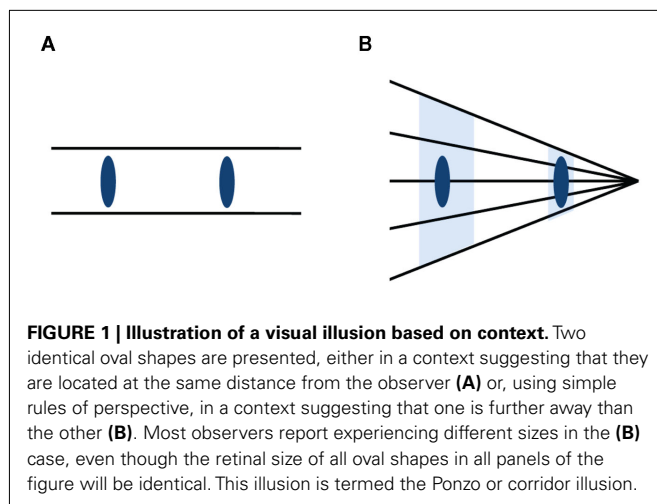 A
B
FIGURE 1 | Illustration of a visual illusion based on context. Two
identical oval shapes are presented, either in a context suggesting that they
are located at the same distance from the observer (A) or, using simple
rules of perspective, in a context suggesting that one is further away than
the other (B). Most observers report experiencing different sizes in the (B)
case, even though the retinal size of all oval shapes in all panels of the
figure will be identical. This illusion is termed the Ponzo or corridor illusion.